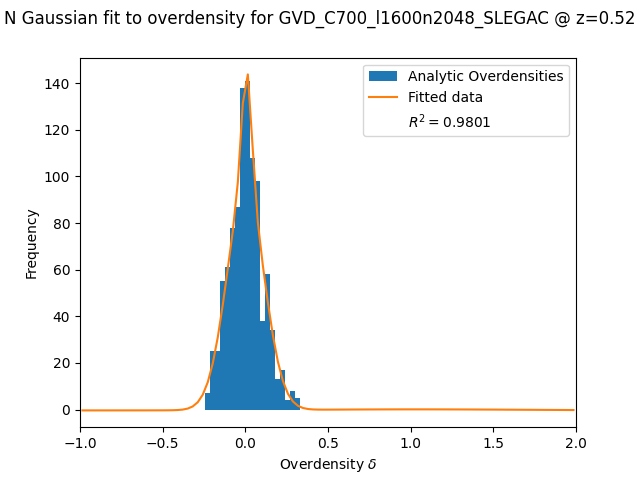 N Gaussian fit to overdensity for GVD_C700_l1600n2048_SLEGAC @ z=0.52
Analytic Overdensities
Fitted data
$R^2 = 0.9801$
Frequency
140
120
100
80
60
40
20
0
−1.0 −0.5 0.0 0.5 1.0 1.5 2.0
Overdensity δ